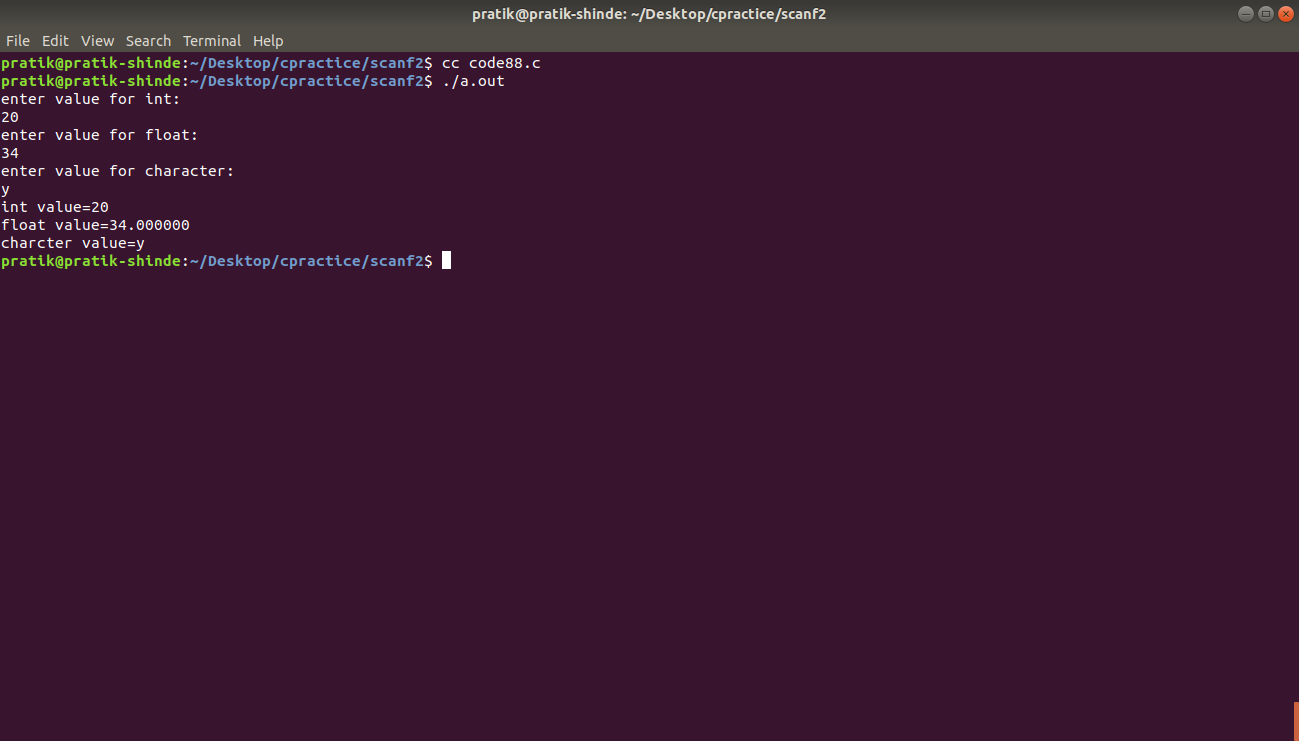 pratik@pratik-shinde: ~/Desktop/cpractice/scanf2
File Edit View Search Terminal Help
pratik@pratik-shinde:~/Desktop/cpractice/scanf2$ cc code88.c
pratik@pratik-shinde:~/Desktop/cpractice/scanf2$ ./a.out
enter value for int:
20
enter value for float:
34
enter value for character:
y
int value=20
float value=34.000000
charcter value=y
pratik@pratik-shinde:~/Desktop/cpractice/scanf2$